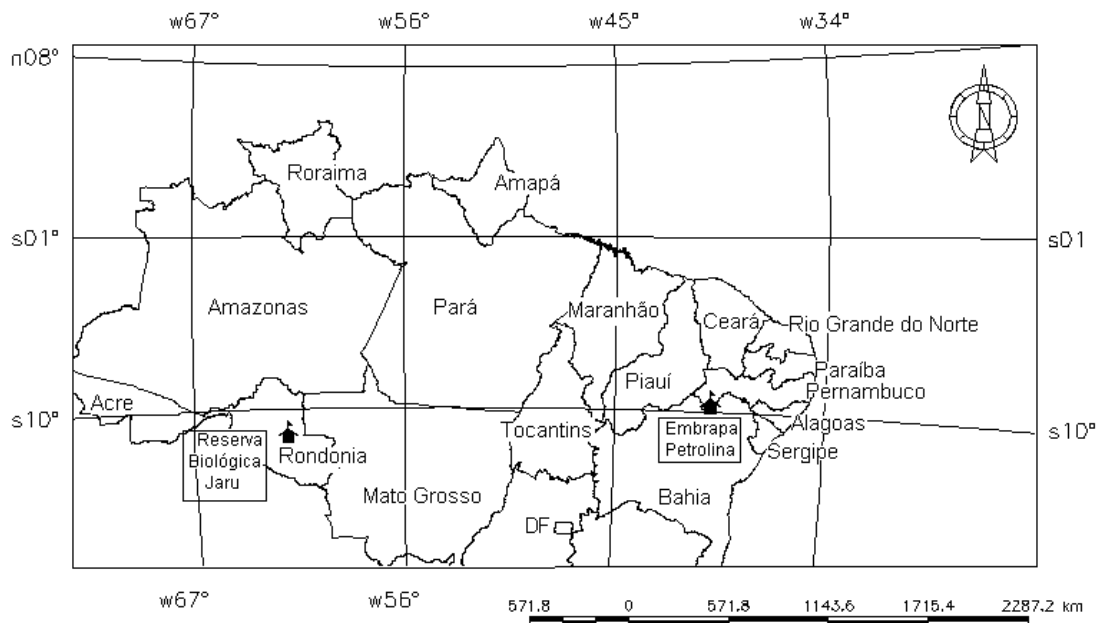 w67° w56° w45° w34°
n08°
Roraima
Amapá
s01° s01
Amazonas Pará Maranhão Ceará
Rio Grande do Norte
Piauí Paraíba
Acre Pernambuco
s10° Alagoas
Tocantins s10°
Reserva
Biológica
Jaru
Rondonia
Embrapa
Petrolina
Sergipe
Mato Grosso Bahia
DF
w67° w56°
571.8 0 571.8 1143.6 1715.4 2287.2 km